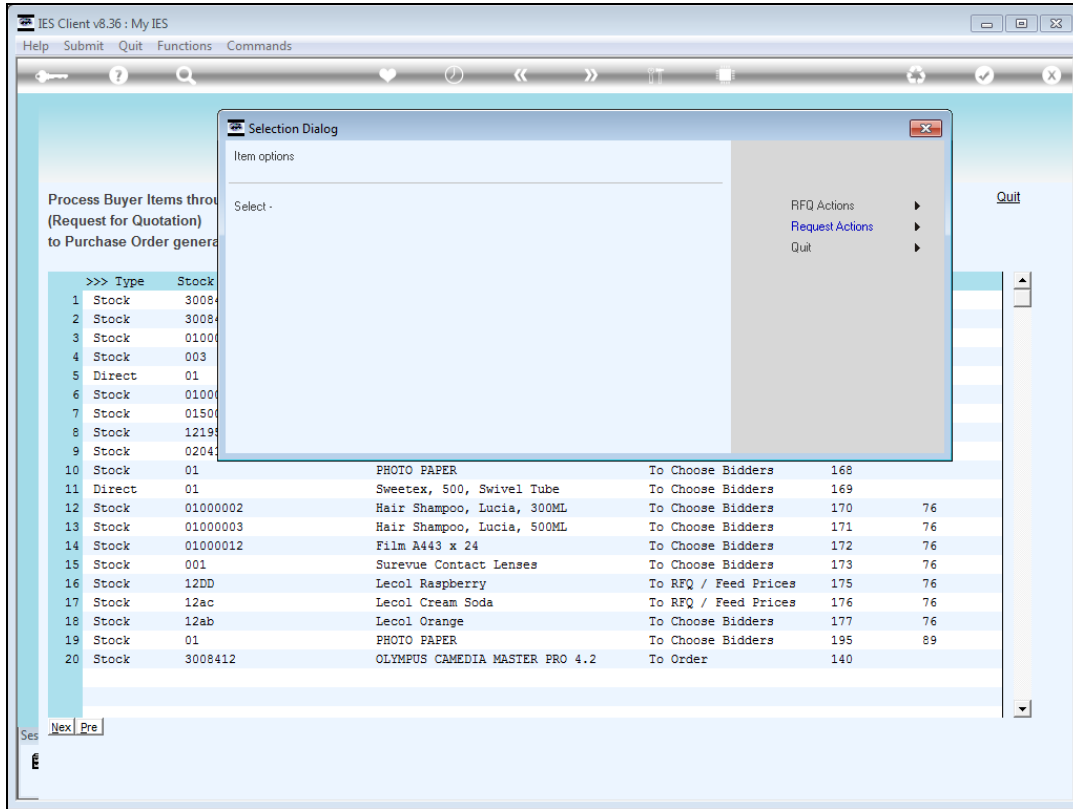 IES Client v8.36 : My IES
Help Submit Quit Functions Commands
Selection Dialog
Item options
Select -
RFQ Actions
Request Actions
Quit
Quit
Process Buyer Items
(Request for Quotation)
to Purchase Order
>>> Type Stock
1 Stock
2 Stock
3 Stock
4 Stock 003
5 Direct 01
6 Stock
7 Stock
8 Stock
9 Stock
10 Stock 01 PHOTO PAPER To Choose Bidders 168
11 Direct 01 Sweetex, 500, Swivel Tube To Choose Bidders 169
12 Stock 01000002 Hair Shampoo, Lucia, 300ML To Choose Bidders 170 76
13 Stock 01000003 Hair Shampoo, Lucia, 500ML To Choose Bidders 171 76
14 Stock 01000012 Film A443 x 24 To Choose Bidders 172 76
15 Stock 001 Surevue Contact Lenses To Choose Bidders 173 76
16 Stock 12DD Lecol Raspberry To RFQ / Feed Prices 175 76
17 Stock 12ac Lecol Cream Soda To RFQ / Feed Prices 176 76
18 Stock 12ab Lecol Orange To Choose Bidders 177 76
19 Stock 01 PHOTO PAPER To Choose Bidders 195 89
20 Stock 3008412 OLYMPUS CAMEDIA MASTER PRO 4.2 To Order 140
Nex Pre
Ses